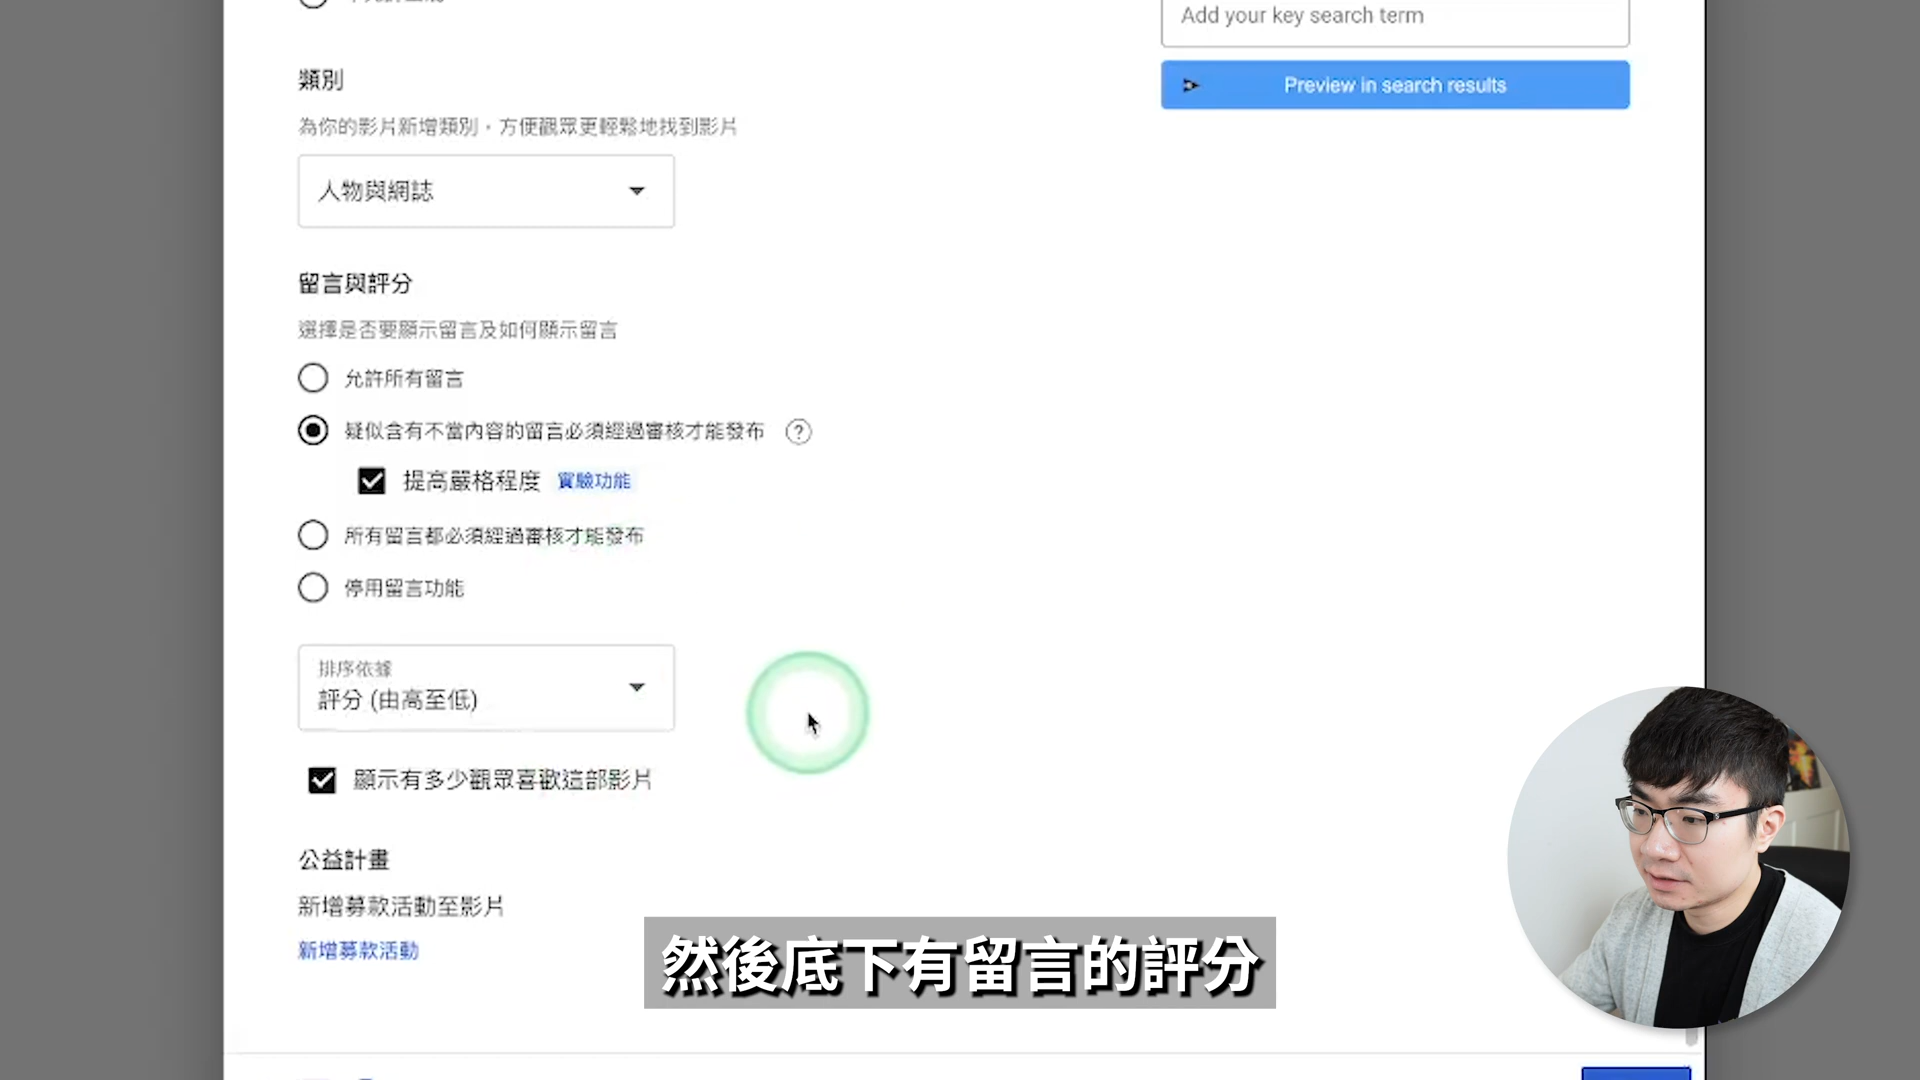 Add your key search term
Preview in search results
類別
為你的影片新增類別，方便觀眾更輕鬆地找到影片
人物與網誌
留言與評分
選擇是否要顯示留言及如何顯示留言
允許所有留言
疑似含有不當內容的留言必須經過審核才能發布
提高嚴格程度 實驗功能
所有留言都必須經過審核才能發布
停用留言功能
排序依據
評分 (由高至低)
顯示有多少觀眾喜歡這部影片
公益計畫
新增募款活動至影片
新增募款活動
然後底下有留言的評分